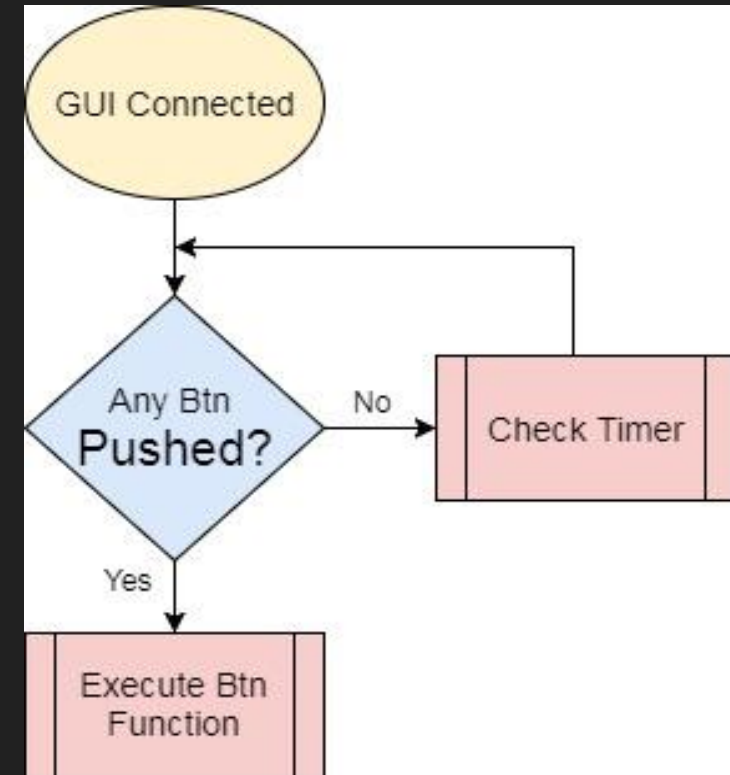 GUI Connected
Any Btn
Pushed?
No
Check Timer
Yes
Execute Btn
Function